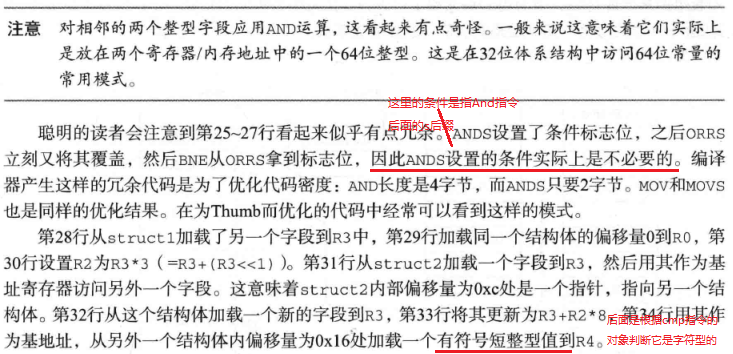 注意 对相邻的两个整型字段应用AND运算，这看起来有点奇怪。一般来说这意味着它们实际上
是放在两个寄存器/内存地址中的一个64位整型。这是在32位体系结构中访问64位常量的
常用模式。
这里的条件是指And指令
后面的s后缀
聪明的读者会注意到第25~27行看起来似乎有点冗余。ANDS设置了条件标志位，之后ORRS
立刻又将其覆盖，然后BNE从ORRS拿到标志位，因此ANDS设置的条件实际上是不必要的。编译
器产生这样的冗余代码是为了优化代码密度：AND长度是4字节，而ANDS只要2字节。MOV和MOVS
也是同样的优化结果。在为Thumb而优化的代码中经常可以看到这样的模式。
第28行从struct1加载了另一个字段到R3中，第29行加载同一个结构体的偏移量0到R0，第
30行设置R2为R3*3（=R3+(R3<<1)）。第31行从struct2加载一个字段到R3，然后用其作为基
址寄存器访问另外一个字段。这意味着struct2内部偏移量为0xc处是一个指针，指向另一个结
构体。第32行从这个结构体加载一个新的字段到R3，第33行将其更新为R3+R2*8。第34行用其作
为基地址，从另外一个结构体内偏移量为0x16处加载一个有符号短整型值到R4。
后面是根据cmp指令的
对象判断它是字符型的